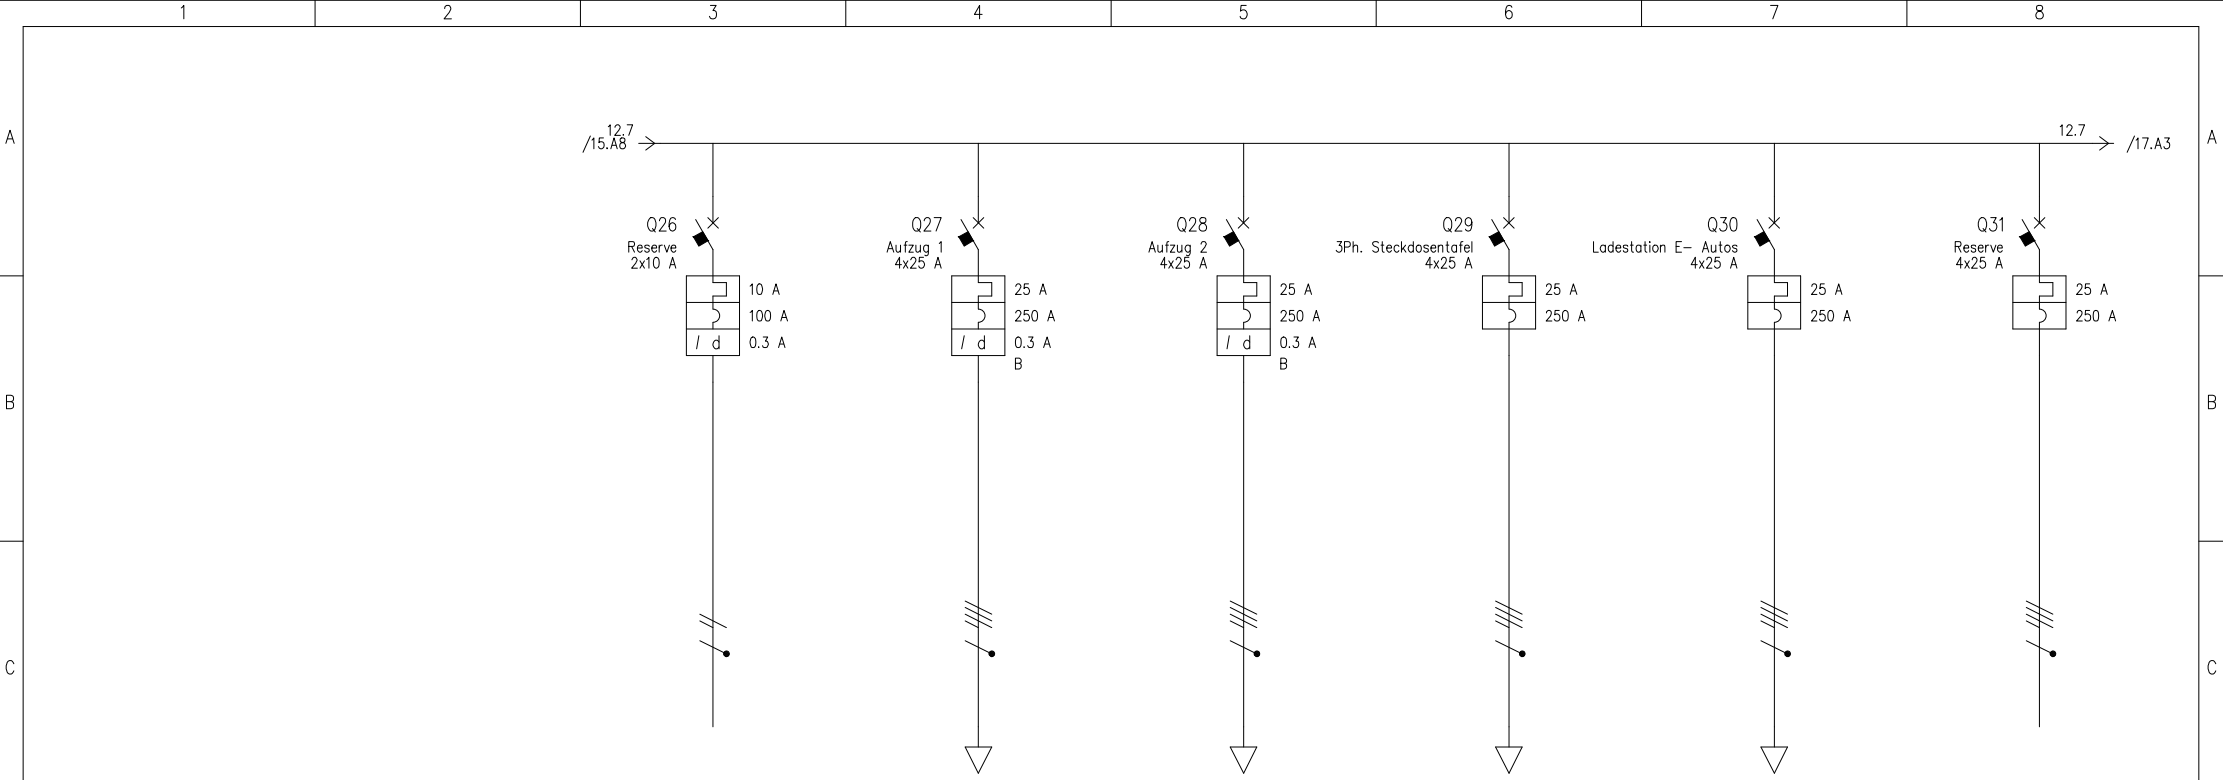 1 2 3 4 5 6 7 8
A A
12.7 12.7
/15.A8 /17.A3
Q26 Q27 Q28 Q29 Q30 Q31
Reserve Aufzug 1 Aufzug 2 3Ph. Steckdosentafel Ladestation E- Autos Reserve
2x10 A 4x25 A 4x25 A 4x25 A 4x25 A 4x25 A
10 A 25 A 25 A 25 A 25 A 25 A
100 A 250 A 250 A 250 A 250 A 250 A
I d 0.3 A I d 0.3 A I d 0.3 A
B B
B B
C C